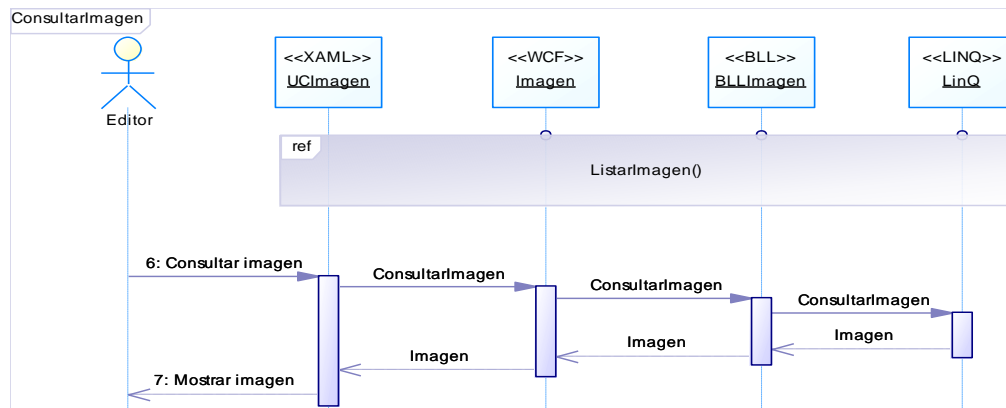 ConsultarImagen
Editor
<<XAML>>
UCImagen
<<WCF>>
Imagen
<<BLL>>
BLLImagen
<<LINQ>>
LinQ
ref
ListarImagen()
6: Consultar imagen
ConsultarImagen
ConsultarImagen
ConsultarImagen
Imagen
Imagen
Imagen
7: Mostrar imagen